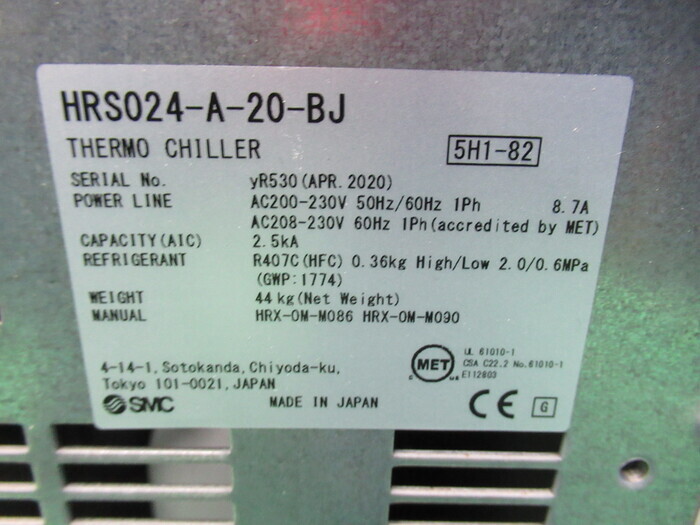 HRS024-A-20-BJ
THERMO CHILLER 5H1-82
SERIAL No. yR530(APR.2020)
POWER LINE AC200-230V 50Hz/60Hz 1Ph 8.7A
AC208-230V 60Hz 1Ph(accredited by MET)
CAPACITY(AIC) 2.5kA
REFRIGERANT R407C(HFC) 0.36kg High/Low 2.0/0.6MPa
(GWP:1774)
WEIGHT 44kg(Net Weight)
MANUAL HRX-OM-M086 HRX-OM-M090
4-14-1, Sotokanda, Chiyoda-ku,
Tokyo 101-0021, JAPAN
SMC MADE IN JAPAN
MET
C US
UL 61010-1
CSA C22.2 No.61010-1
E112803
CE G